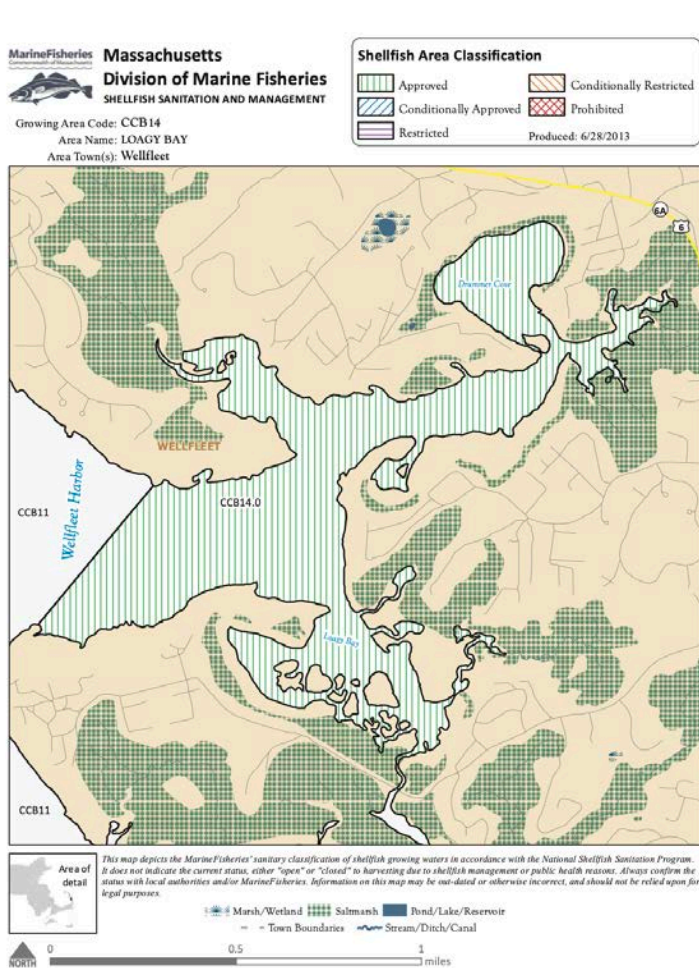 MarineFisheries
Commonwealth of Massachusetts
Massachusetts
Division of Marine Fisheries
SHELLFISH SANITATION AND MANAGEMENT
Growing Area Code: CCB14
Area Name: LOAGY BAY
Area Town(s): Wellfleet
Shellfish Area Classification
Approved
Conditionally Restricted
Conditionally Approved
Prohibited
Restricted
Produced: 6/28/2013
6A
6
Drummer Cove
WELLFLEET
Wellfleet Harbor
CCB11
CCB14.0
Loagy Bay
CCB11
Area of
detail
This map depicts the MarineFisheries' sanitary classification of shellfish growing waters in accordance with the National Shellfish Sanitation Program.
It does not indicate the current status, either "open" or "closed" to harvesting due to shellfish management or public health reasons. Always confirm the
status with local authorities and/or MarineFisheries. Information on this map may be out-dated or otherwise incorrect, and should not be relied upon for
legal purposes.
Marsh/Wetland
Saltmarsh
Pond/Lake/Reservoir
Town Boundaries
Stream/Ditch/Canal
NORTH
0
0.5
1
miles